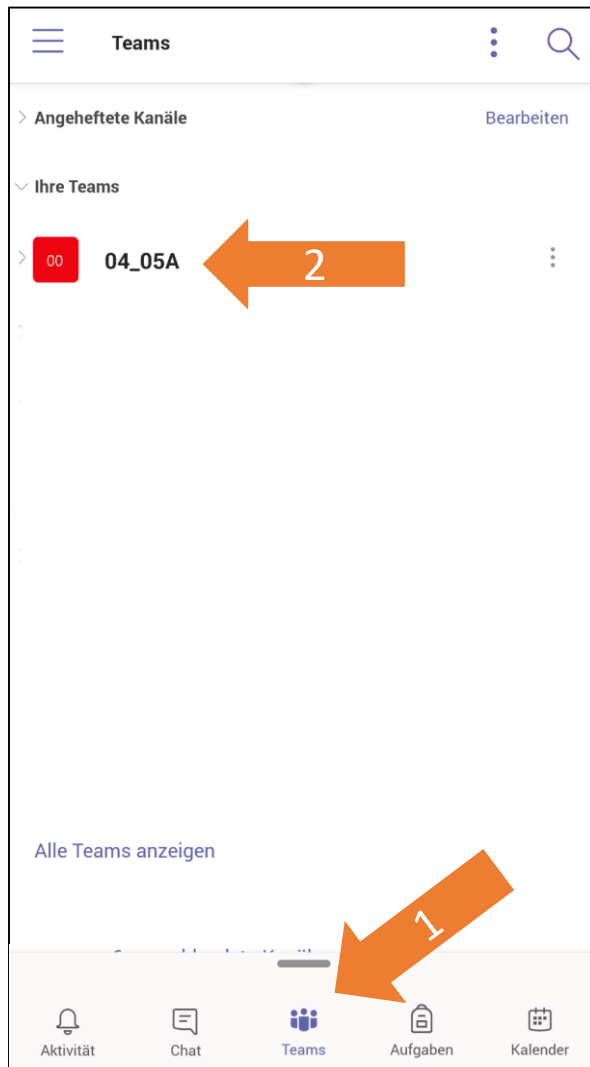 Teams
Angeheftete Kanäle Bearbeiten
Ihre Teams
00 04_05A 2
Alle Teams anzeigen
1
Aktivität Chat Teams Aufgaben Kalender